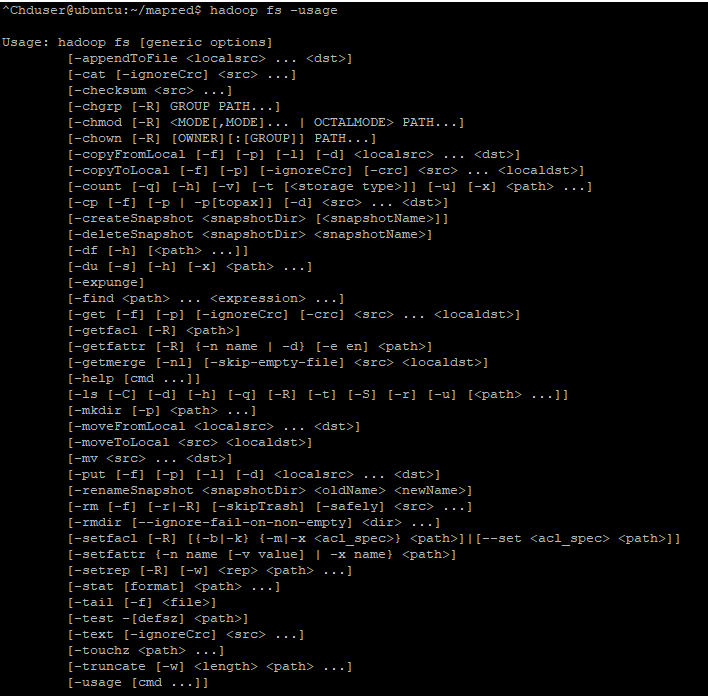 ^Chduser@ubuntu:~/mapred$ hadoop fs -usage
Usage: hadoop fs [generic options]
[-appendToFile <localsrc> ... <dst>]
[-cat [-ignoreCrc] <src> ...]
[-checksum <src> ...]
[-chgrp [-R] GROUP PATH...]
[-chmod [-R] <MODE[,MODE]... | OCTALMODE> PATH...]
[-chown [-R] [OWNER][:[GROUP]] PATH...]
[-copyFromLocal [-f] [-p] [-l] [-d] <localsrc> ... <dst>]
[-copyToLocal [-f] [-p] [-ignoreCrc] [-crc] <src> ... <localdst>]
[-count [-q] [-h] [-v] [-t [<storage type>]] [-u] [-x] <path> ...]
[-cp [-f] [-p | -p[topax]] [-d] <src> ... <dst>]
[-createSnapshot <snapshotDir> [<snapshotName>]]
[-deleteSnapshot <snapshotDir> <snapshotName>]
[-df [-h] [<path> ...]]
[-du [-s] [-h] [-x] <path> ...]
[-expunge]
[-find <path> ... <expression> ...]
[-get [-f] [-p] [-ignoreCrc] [-crc] <src> ... <localdst>]
[-getfacl [-R] <path>]
[-getfattr [-R] {-n name | -d} [-e en] <path>]
[-getmerge [-nl] [-skip-empty-file] <src> <localdst>]
[-help [cmd ...]]
[-ls [-C] [-d] [-h] [-q] [-R] [-t] [-S] [-r] [-u] [<path> ...]]
[-mkdir [-p] <path> ...]
[-moveFromLocal <localsrc> ... <dst>]
[-moveToLocal <src> <localdst>]
[-mv <src> ... <dst>]
[-put [-f] [-p] [-l] [-d] <localsrc> ... <dst>]
[-renameSnapshot <snapshotDir> <oldName> <newName>]
[-rm [-f] [-r|-R] [-skipTrash] [-safely] <src> ...]
[-rmdir [--ignore-fail-on-non-empty] <dir> ...]
[-setfacl [-R] [{-b|-k} {-m|-x <acl_spec>} <path>]|[--set <acl_spec> <path>]]
[-setfattr {-n name [-v value] | -x name} <path>]
[-setrep [-R] [-w] <rep> <path> ...]
[-stat [format] <path> ...]
[-tail [-f] <file>]
[-test -[defsz] <path>]
[-text [-ignoreCrc] <src> ...]
[-touchz <path> ...]
[-truncate [-w] <length> <path> ...]
[-usage [cmd ...]]